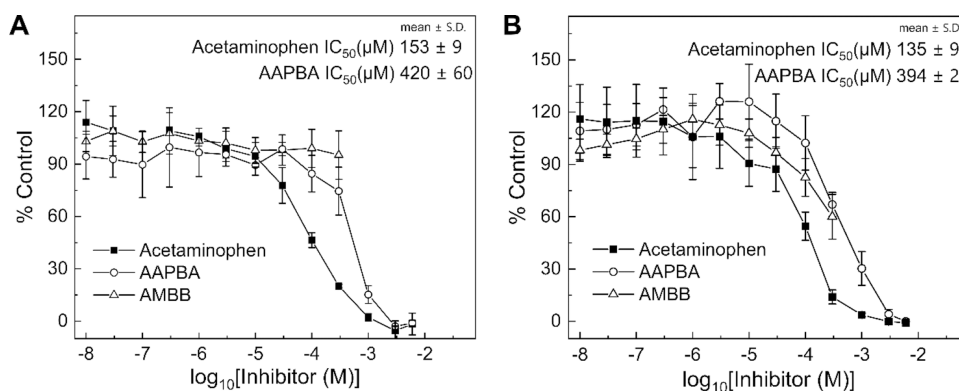 A
mean ± S.D.
Acetaminophen IC50(µM) 153 ± 9
AAPBA IC50(µM) 420 ± 60
150
120
90
60
30
0
% Control
Acetaminophen
AAPBA
AMBB
-8 -7 -6 -5 -4 -3 -2
log10[Inhibitor (M)]
B
mean ± S.D
Acetaminophen IC50(µM) 135 ± 9
AAPBA IC50(µM) 394 ± 2
150
120
90
60
30
0
% Control
Acetaminophen
AAPBA
AMBB
-8 -7 -6 -5 -4 -3 -2
log10[Inhibitor (M)]